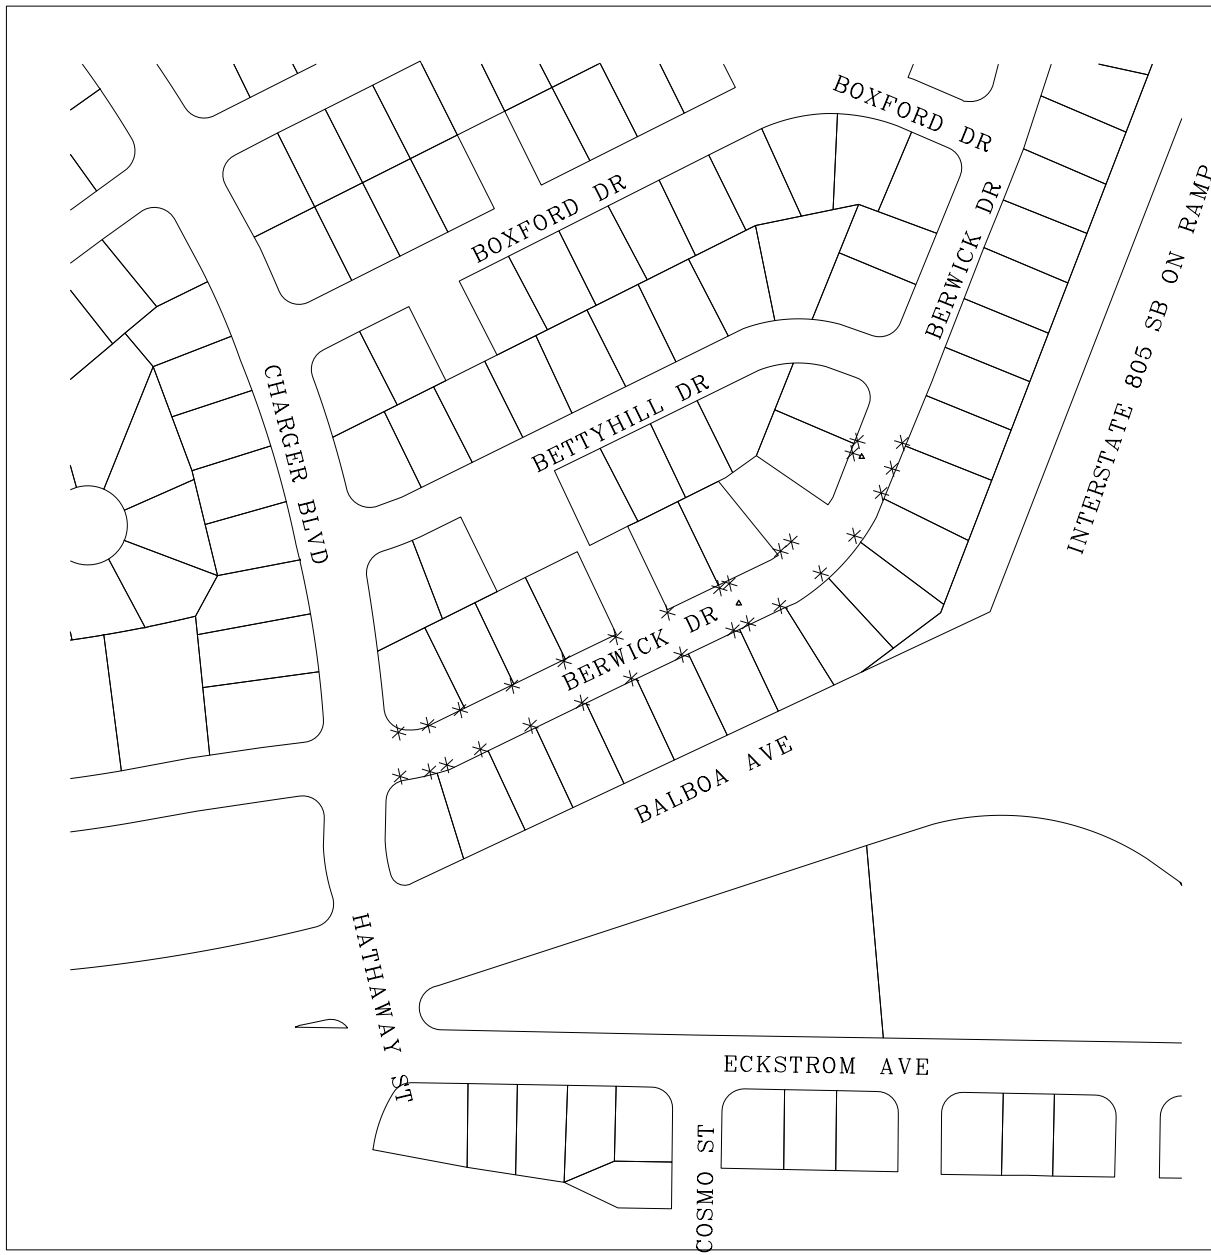 BOXFORD DR
BOXFORD DR
BERWICK DR
INTERSTATE 805 SB ON RAMP
CHARGER BLVD
BETTYHILL DR
BERWICK DR
BALBOA AVE
HATHAWAY ST
ECKSTROM AVE
COSMO ST